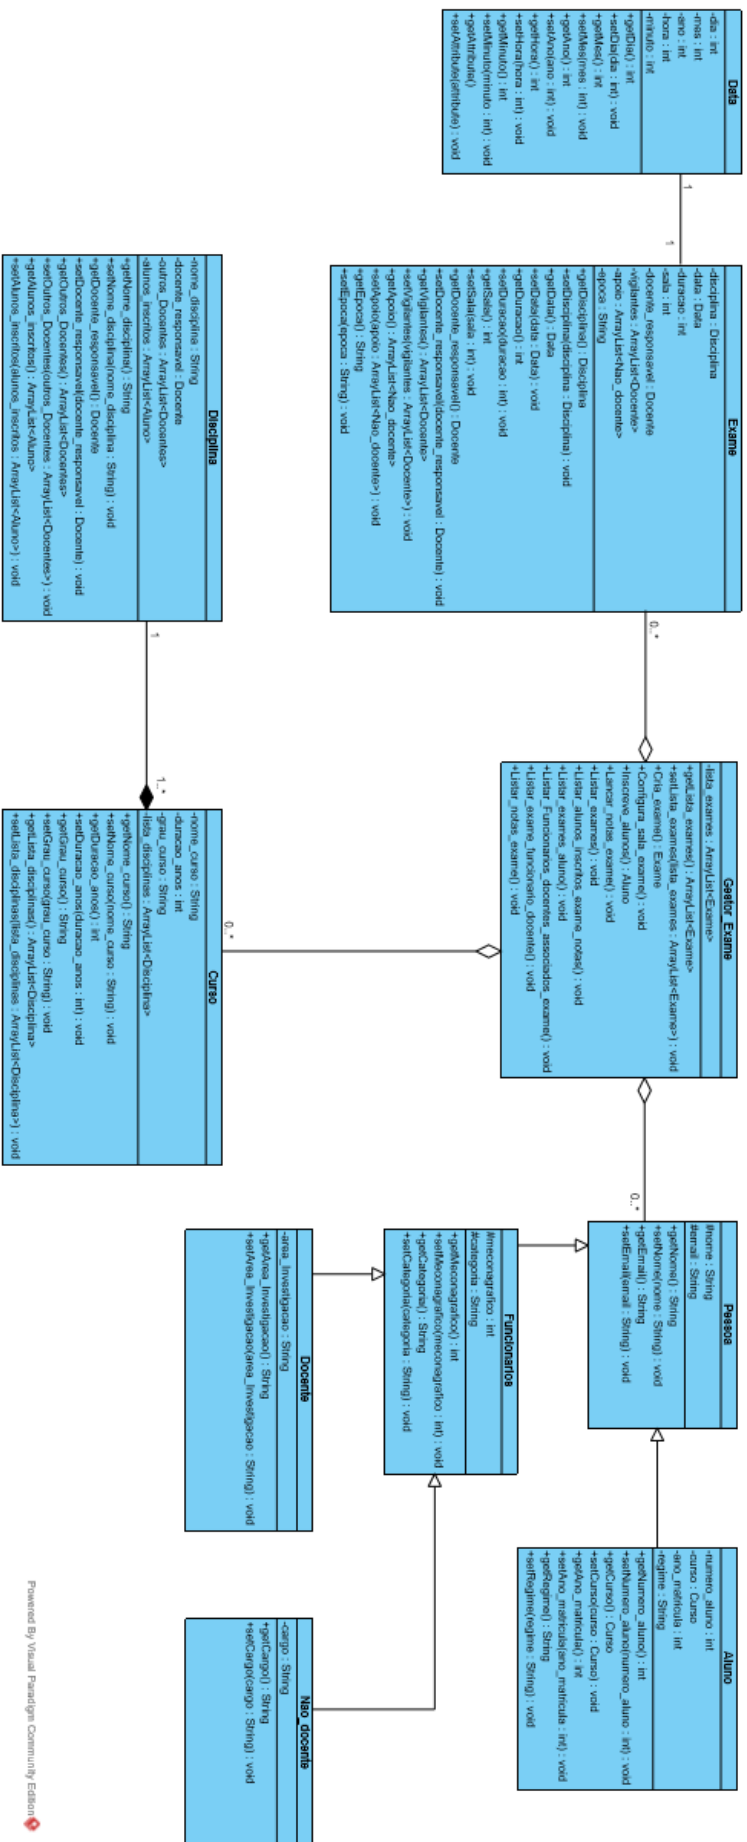 Data
-dia : int
-mes : int
-ano : int
-hora : int
-minuto : int
+getDia() : int
+setDia(dia : int) : void
+getMes() : int
+setMes(mes : int) : void
+getAno() : int
+setAno(ano : int) : void
+getHora() : int
+setHora(hora : int) : void
+getMinuto() : int
+setMinuto(minuto : int) : void
+getAttribute()
+setAttribute(attribute) : void
1
1
Exame
-disciplina : Disciplina
-data : Data
-duracao : int
-sala : int
-docente_responsavel : Docente
-vigilantes : ArrayList<Docente>
-apoio : ArrayList<Nao_docente>
-epoca : String
+getDisciplina() : Disciplina
+setDisciplina(disciplina : Disciplina) : void
+getData() : Data
+setData(data : Data) : void
+getDuracao() : int
+setDuracao(duracao : int) : void
+getSala() : int
+setSala(sala : int) : void
+getDocente_responsavel() : Docente
+setDocente_responsavel(docente_responsavel : Docente) : void
+getVigilantes() : ArrayList<Docente>
+setVigilantes(vigilantes : ArrayList<Docente>) : void
+getApoio() : ArrayList<Nao_docente>
+setApoio(apoio : ArrayList<Nao_docente>) : void
+getEpoca() : String
+setEpoca(epoca : String) : void
0..*
Gestor_Exame
-lista_exames : ArrayList<Exame>
+getLista_exames() : ArrayList<Exame>
+setLista_exames(lista_exames : ArrayList<Exame>) : void
+Cria_exame() : Exame
+Configura_sala_exame() : void
+Inscreve_alunos() : Aluno
+Lancar_notas_exame() : void
+Listar_exames() : void
+Listar_alunos_inscritos_exame_notas() : void
+Listar_exames_aluno() : void
+Listar_Funcionarios_docentes_associados_exame() : void
+Listar_exame_funcionario_docente() : void
+Listar_notas_exame() : void
0..*
Pessoa
#nome : String
#email : String
+getNome() : String
+setNome(nome : String) : void
+getEmail() : String
+setEmail(email : String) : void
Aluno
-numero_aluno : int
-curso : Curso
-ano_matricula : int
-regime : String
+getNumero_aluno() : int
+setNumero_aluno(numero_aluno : int) : void
+getCurso() : Curso
+setCurso(curso : Curso) : void
+getAno_matricula() : int
+setAno_matricula(ano_matricula : int) : void
+getRegime() : String
+setRegime(regime : String) : void
Funcionarios
#meconagrafico : int
#categoria : String
+getMeconagrafico() : int
+setMeconagrafico(meconagrafico : int) : void
+getCategoria() : String
+setCategoria(categoria : String) : void
Disciplina
-nome_disciplina : String
-docente_responsavel : Docente
-outros_Docentes : ArrayList<Docentes>
-alunos_inscritos : ArrayList<Aluno>
+getNome_disciplina() : String
+setNome_disciplina(nome_disciplina : String) : void
+getDocente_responsavel() : Docente
+setDocente_responsavel(docente_responsavel : Docente) : void
+getOutros_Docentes() : ArrayList<Docentes>
+setOutros_Docentes(outros_Docentes : ArrayList<Docentes>) : void
+getAlunos_inscritos() : ArrayList<Aluno>
+setAlunos_inscritos(alunos_inscritos : ArrayList<Aluno>) : void
1
1..*
0..*
Curso
-nome_curso : String
-duracao_anos : int
-grau_curso : String
-lista_disciplinas : ArrayList<Disciplina>
+getNome_curso() : String
+setNome_curso(nome_curso : String) : void
+getDuracao_anos() : int
+setDuracao_anos(duracao_anos : int) : void
+getGrau_curso() : String
+setGrau_curso(grau_curso : String) : void
+getLista_disciplinas() : ArrayList<Disciplina>
+setLista_disciplinas(lista_disciplinas : ArrayList<Disciplina>) : void
Docente
-area_Investigacao : String
+getArea_Investigacao() : String
+setArea_Investigacao(area_Investigacao : String) : void
Nao_docente
-cargo : String
+getCargo() : String
+setCargo(cargo : String) : void
Powered By Visual Paradigm Community Edition